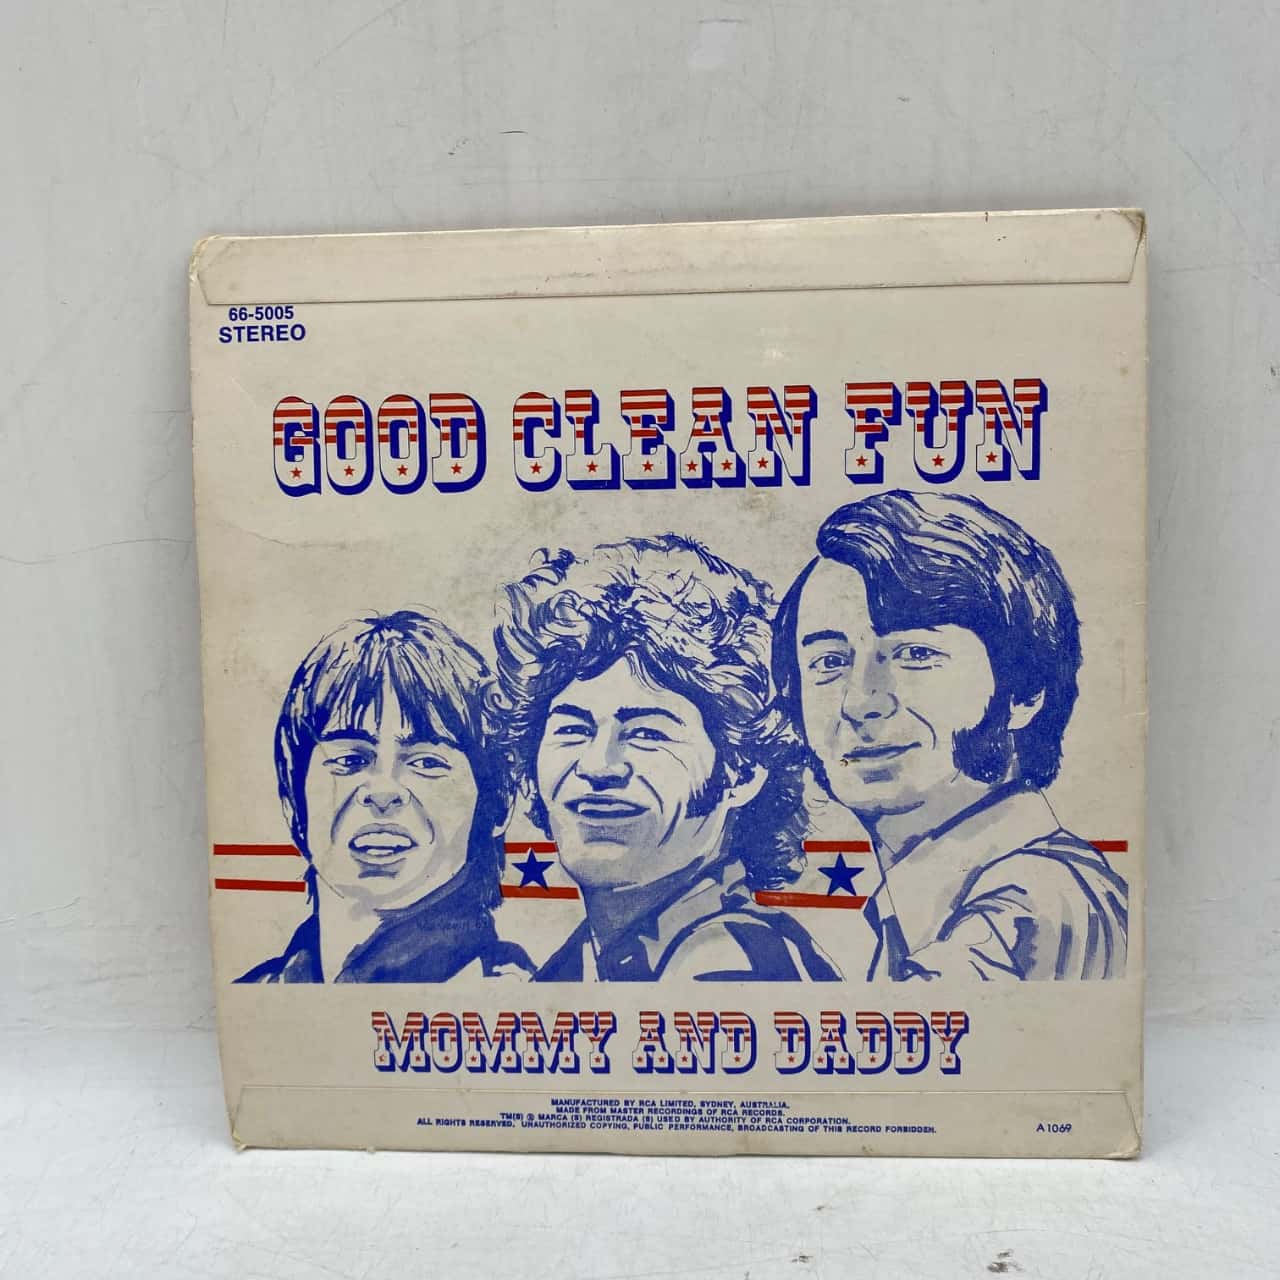 66-5005
STEREO
GOOD CLEAN FUN
MOMMY AND DADDY
MANUFACTURED BY RCA LIMITED, SYDNEY, AUSTRALIA.
MADE FROM MASTER RECORDINGS OF RCA RECORDS.
TM(S) ® MARCA (S) REGISTRADA (S) USED BY AUTHORITY OF RCA CORPORATION.
ALL RIGHTS RESERVED, UNAUTHORIZED COPYING, PUBLIC PERFORMANCE, BROADCASTING OF THIS RECORD FORBIDDEN.
A1069